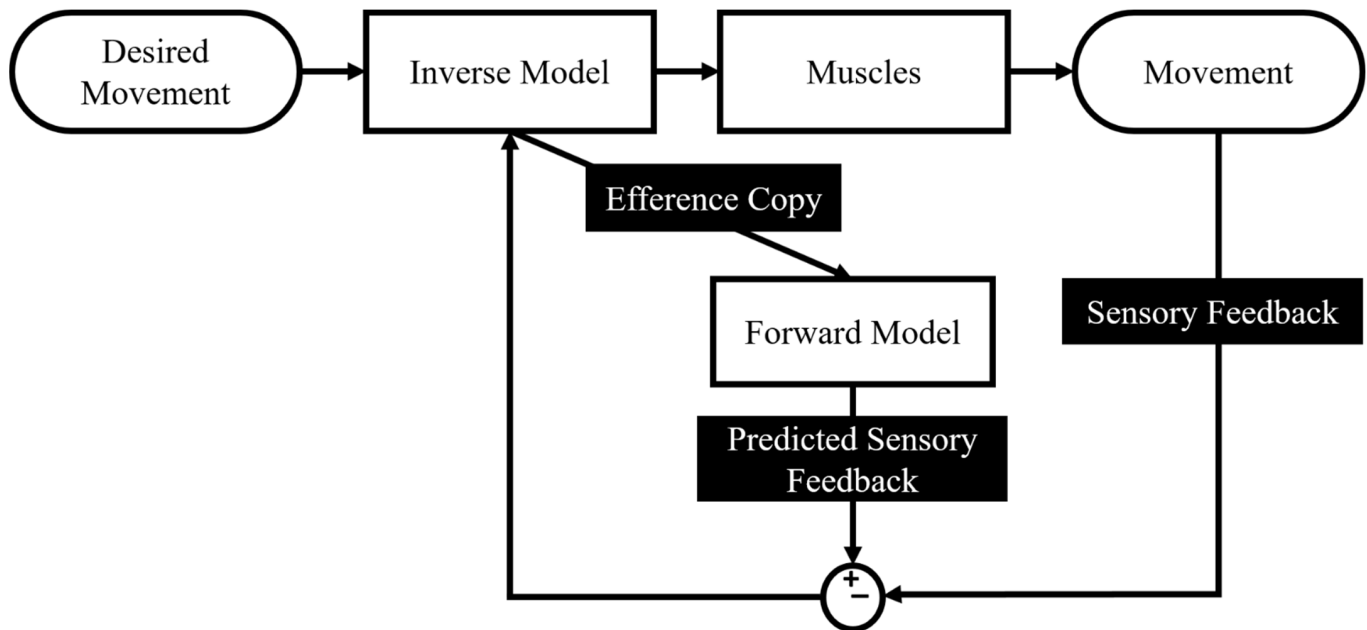 Desired
Movement
Inverse Model
Muscles
Movement
Efference Copy
Sensory Feedback
Forward Model
Predicted Sensory
Feedback
+
−